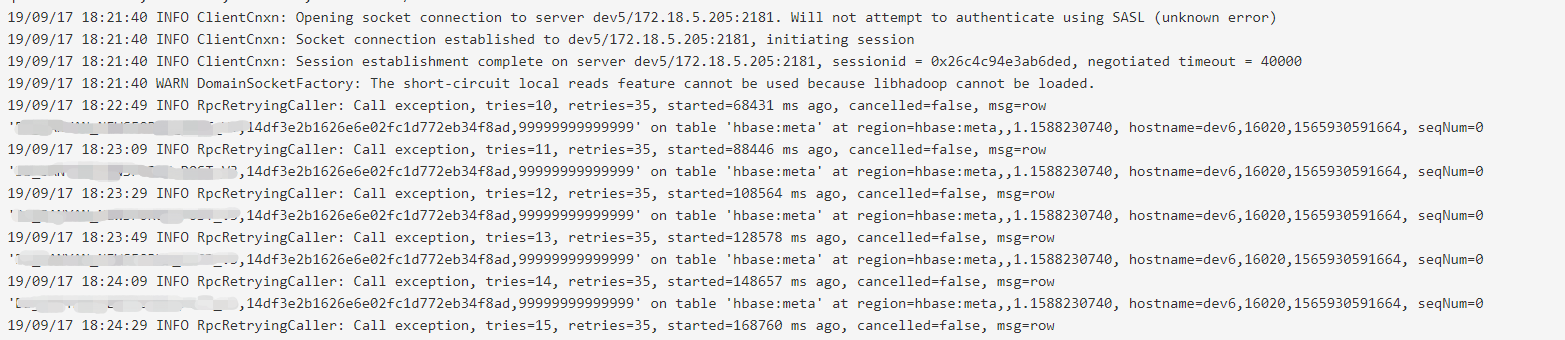 19/09/17 18:21:40 INFO ClientCnxn: Opening socket connection to server dev5/172.18.5.205:2181. Will not attempt to authenticate using SASL (unknown error)
19/09/17 18:21:40 INFO ClientCnxn: Socket connection established to dev5/172.18.5.205:2181, initiating session
19/09/17 18:21:40 INFO ClientCnxn: Session establishment complete on server dev5/172.18.5.205:2181, sessionid = 0x26c4c94e3ab6ded, negotiated timeout = 40000
19/09/17 18:21:40 WARN DomainSocketFactory: The short-circuit local reads feature cannot be used because libhadoop cannot be loaded.
19/09/17 18:22:49 INFO RpcRetryingCaller: Call exception, tries=10, retries=35, started=68431 ms ago, cancelled=false, msg=row
,14df3e2b1626e6e02fc1d772eb34f8ad,99999999999999' on table 'hbase:meta' at region=hbase:meta,,1.1588230740, hostname=dev6,16020,1565930591664, seqNum=0
19/09/17 18:23:09 INFO RpcRetryingCaller: Call exception, tries=11, retries=35, started=88446 ms ago, cancelled=false, msg=row
,14df3e2b1626e6e02fc1d772eb34f8ad,99999999999999' on table 'hbase:meta' at region=hbase:meta,,1.1588230740, hostname=dev6,16020,1565930591664, seqNum=0
19/09/17 18:23:29 INFO RpcRetryingCaller: Call exception, tries=12, retries=35, started=108564 ms ago, cancelled=false, msg=row
,14df3e2b1626e6e02fc1d772eb34f8ad,99999999999999' on table 'hbase:meta' at region=hbase:meta,,1.1588230740, hostname=dev6,16020,1565930591664, seqNum=0
19/09/17 18:23:49 INFO RpcRetryingCaller: Call exception, tries=13, retries=35, started=128578 ms ago, cancelled=false, msg=row
,14df3e2b1626e6e02fc1d772eb34f8ad,99999999999999' on table 'hbase:meta' at region=hbase:meta,,1.1588230740, hostname=dev6,16020,1565930591664, seqNum=0
19/09/17 18:24:09 INFO RpcRetryingCaller: Call exception, tries=14, retries=35, started=148657 ms ago, cancelled=false, msg=row
,14df3e2b1626e6e02fc1d772eb34f8ad,99999999999999' on table 'hbase:meta' at region=hbase:meta,,1.1588230740, hostname=dev6,16020,1565930591664, seqNum=0
19/09/17 18:24:29 INFO RpcRetryingCaller: Call exception, tries=15, retries=35, started=168760 ms ago, cancelled=false, msg=row